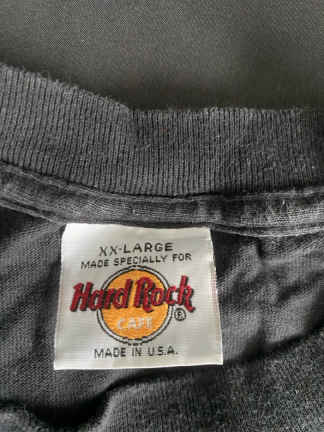 XX-LARGE
MADE SPECIALLY FOR
Hard Rock
CAFE
®
MADE IN U.S.A.